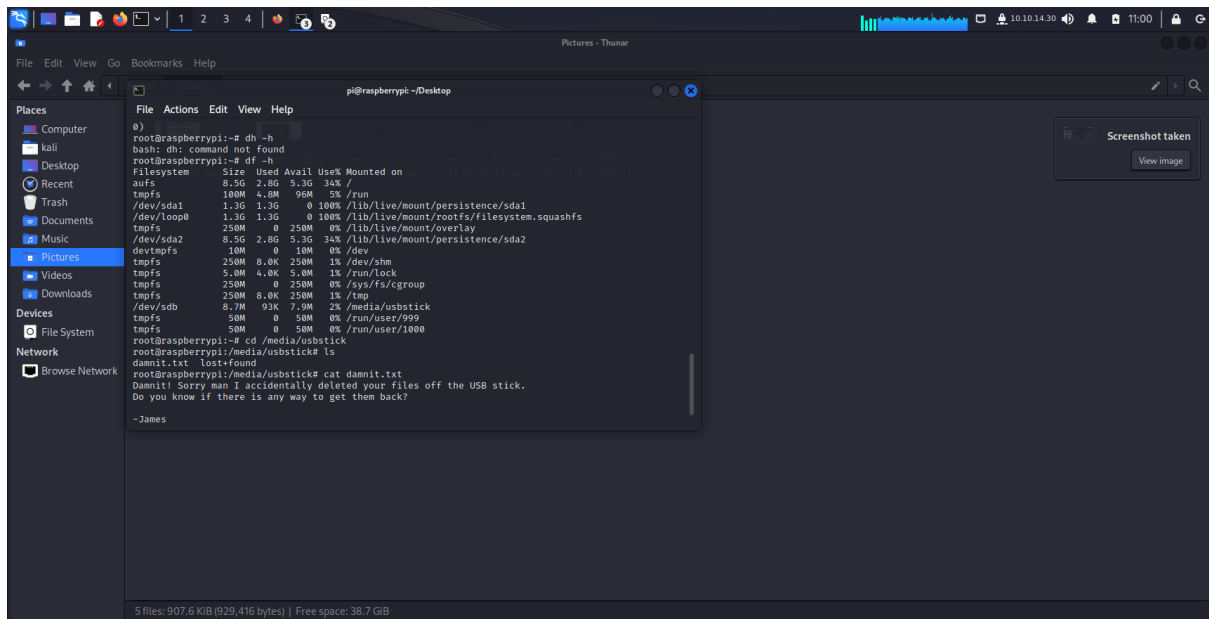 1 2 3 4
3
2
10.10.14.30
11:00
Pictures - Thunar
File Edit View Go Bookmarks Help
Places
Computer
kali
Desktop
Recent
Trash
Documents
Music
Pictures
Videos
Downloads
Devices
File System
Network
Browse Network
pi@raspberrypi: ~/Desktop
File Actions Edit View Help
0)
root@raspberrypi:~# dh -h
bash: dh: command not found
root@raspberrypi:~# df -h
Filesystem Size Used Avail Use% Mounted on
aufs 8.5G 2.8G 5.3G 34% /
tmpfs 100M 4.8M 96M 5% /run
/dev/sda1 1.3G 1.3G 0 100% /lib/live/mount/persistence/sda1
/dev/loop0 1.3G 1.3G 0 100% /lib/live/mount/rootfs/filesystem.squashfs
tmpfs 250M 0 250M 0% /lib/live/mount/overlay
/dev/sda2 8.5G 2.8G 5.3G 34% /lib/live/mount/persistence/sda2
devtmpfs 10M 0 10M 0% /dev
tmpfs 250M 8.0K 250M 1% /dev/shm
tmpfs 5.0M 4.0K 5.0M 1% /run/lock
tmpfs 250M 0 250M 0% /sys/fs/cgroup
tmpfs 250M 8.0K 250M 1% /tmp
/dev/sdb 8.7M 93K 7.9M 2% /media/usbstick
tmpfs 50M 0 50M 0% /run/user/999
tmpfs 50M 0 50M 0% /run/user/1000
root@raspberrypi:~# cd /media/usbstick
root@raspberrypi:/media/usbstick# ls
damnit.txt lost+found
root@raspberrypi:/media/usbstick# cat damnit.txt
Damnit! Sorry man I accidentally deleted your files off the USB stick.
Do you know if there is any way to get them back?
-James
Screenshot taken
View image
5 files: 907.6 KiB (929,416 bytes) | Free space: 38.7 GiB